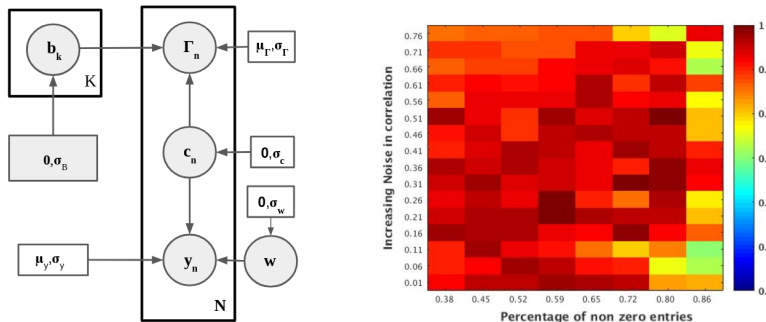 b_k
K
Γ_n
μ_Γ,σ_Γ
0,σ_B
c_n
0,σ_c
0,σ_w
μ_y,σ_y
y_n
w
N
Increasing Noise in correlation
0.76
0.71
0.66
0.61
0.56
0.51
0.46
0.41
0.36
0.31
0.26
0.21
0.16
0.11
0.06
0.01
0.38 0.45 0.52 0.59 0.65 0.72 0.80 0.86
Percentage of non zero entries
1